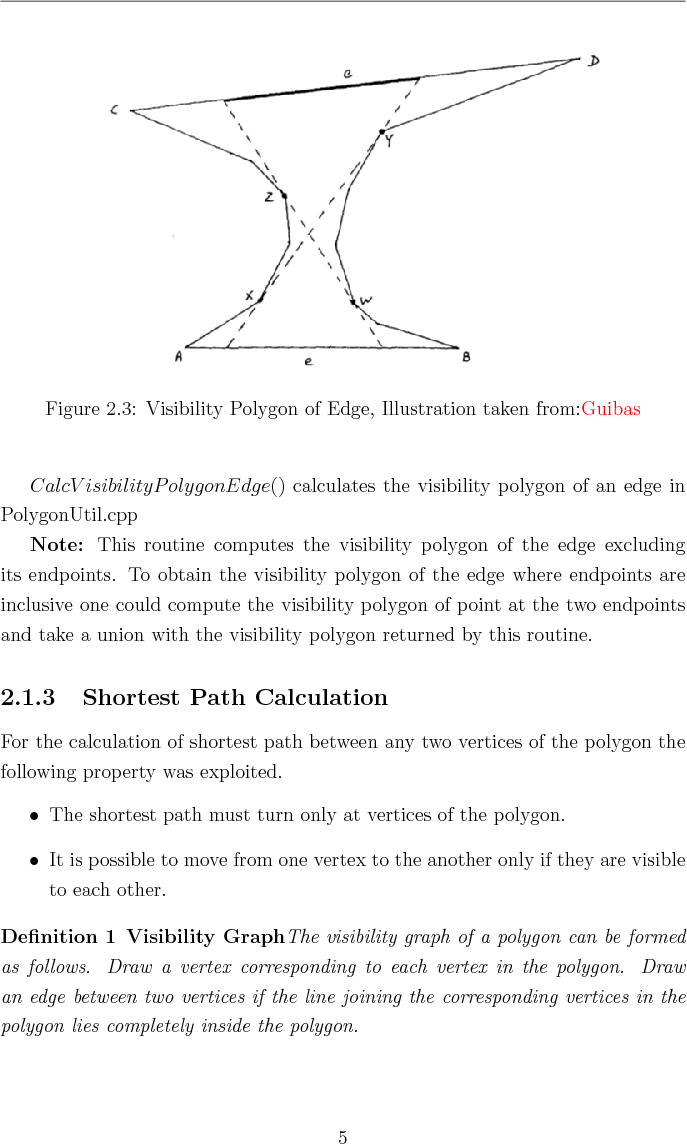 a
D
C
Y
Z
X
W
A
e
B
Figure 2.3: Visibility Polygon of Edge, Illustration taken from:Guibas
CalcVisibilityPolygonEdge() calculates the visibility polygon of an edge in
PolygonUtil.cpp
Note: This routine computes the visibility polygon of the edge excluding
its endpoints. To obtain the visibility polygon of the edge where endpoints are
inclusive one could compute the visibility polygon of point at the two endpoints
and take a union with the visibility polygon returned by this routine.
2.1.3 Shortest Path Calculation
For the calculation of shortest path between any two vertices of the polygon the
following property was exploited.
• The shortest path must turn only at vertices of the polygon.
• It is possible to move from one vertex to the another only if they are visible
to each other.
Definition 1 Visibility GraphThe visibility graph of a polygon can be formed
as follows. Draw a vertex corresponding to each vertex in the polygon. Draw
an edge between two vertices if the line joining the corresponding vertices in the
polygon lies completely inside the polygon.
5